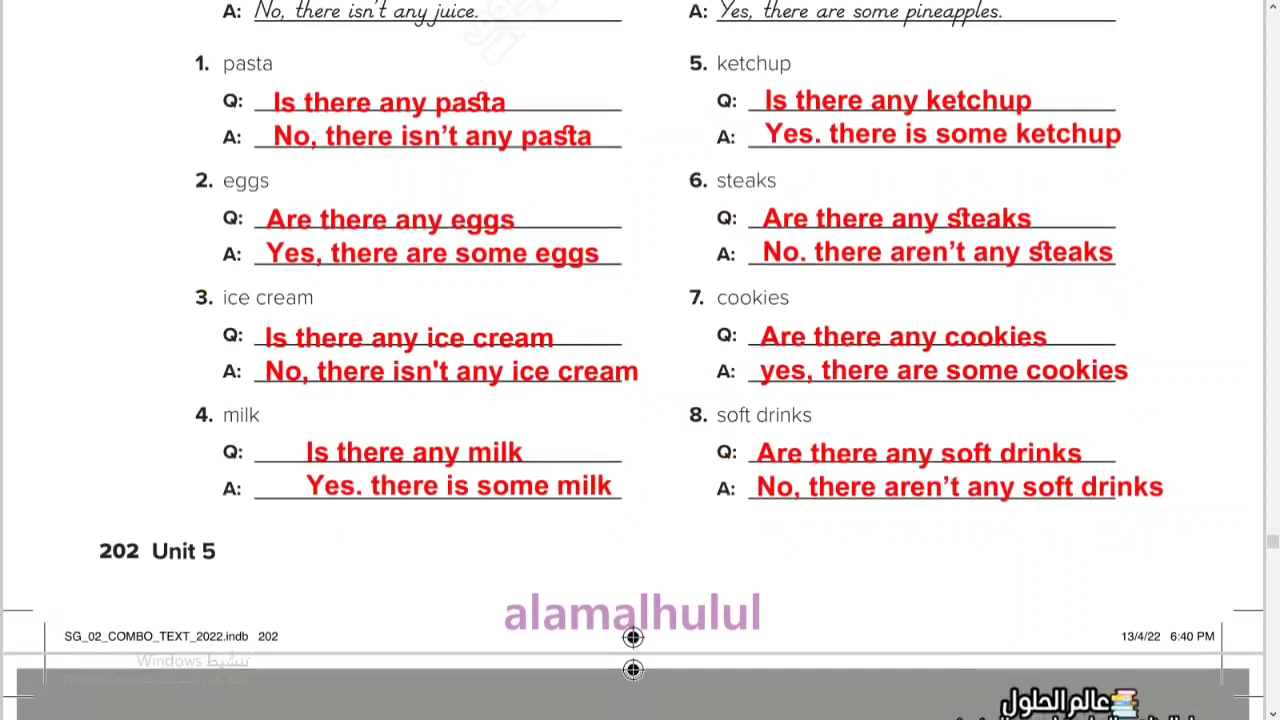 A: No, there isn't any juice.
1. pasta
Q: Is there any pasta
A: No, there isn't any pasta
2. eggs
Q: Are there any eggs
A: Yes, there are some eggs
3. ice cream
Q: Is there any ice cream
A: No, there isn't any ice cream
4. milk
Q: Is there any milk
A: Yes. there is some milk
A: Yes, there are some pineapples.
5. ketchup
Q: Is there any ketchup
A: Yes. there is some ketchup
6. steaks
Q: Are there any steaks
A: No. there aren't any steaks
7. cookies
Q: Are there any cookies
A: yes, there are some cookies
8. soft drinks
Q: Are there any soft drinks
A: No, there aren't any soft drinks
202 Unit 5
alamalhulul
SG_02_COMBO_TEXT_2022.indb 202
13/4/22 6:40 PM
تنشيط Windows
عالم الحلول